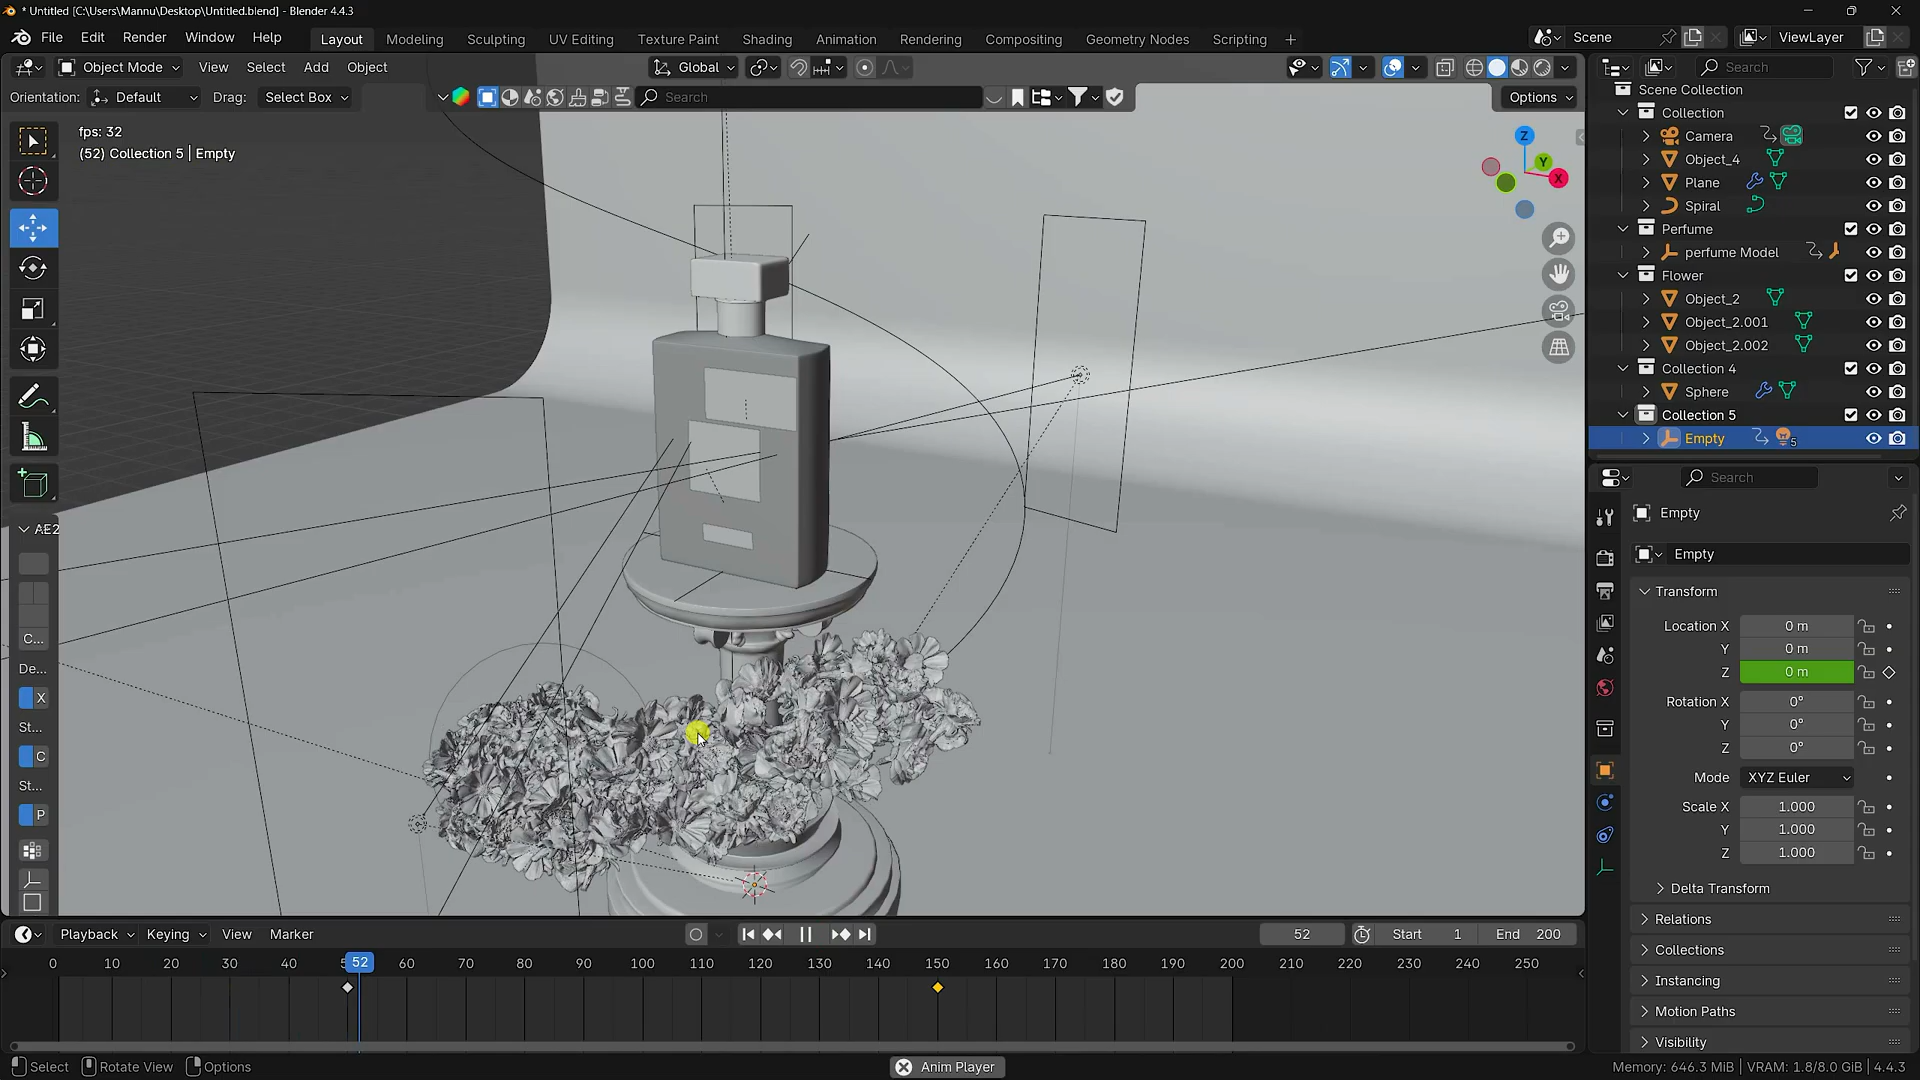 * Untitled [C:\Users\Mannu\Desktop\Untitled.blend] - Blender 4.4.3
File Edit Render Window Help
Layout Modeling Sculpting UV Editing Texture Paint Shading Animation Rendering Compositing Geometry Nodes Scripting
Scene
ViewLayer
Object Mode View Select Add Object
Global
Search
Orientation: Default Drag: Select Box
Search
Options
fps: 32
(52) Collection 5 | Empty
Z
Y
X
Scene Collection
Collection
Camera
Object_4
Plane
Spiral
Perfume
perfume Model
Flower
Object_2
Object_2.001
Object_2.002
Collection 4
Sphere
Collection 5
Empty 5
Search
Empty
Empty
Transform
Location X 0 m
Y 0 m
Z 0 m
Rotation X 0°
Y 0°
Z 0°
Mode XYZ Euler
Scale X 1.000
Y 1.000
Z 1.000
Delta Transform
Relations
Collections
Instancing
Motion Paths
Visibility
AE2
C...
De...
X
St...
C
St...
P
Playback Keying View Marker
52
Start 1
End 200
0 10 20 30 40 52 60 70 80 90 100 110 120 130 140 150 160 170 180 190 200 210 220 230 240 250
Select Rotate View Options
Anim Player
Memory: 646.3 MiB | VRAM: 1.8/8.0 GiB | 4.4.3